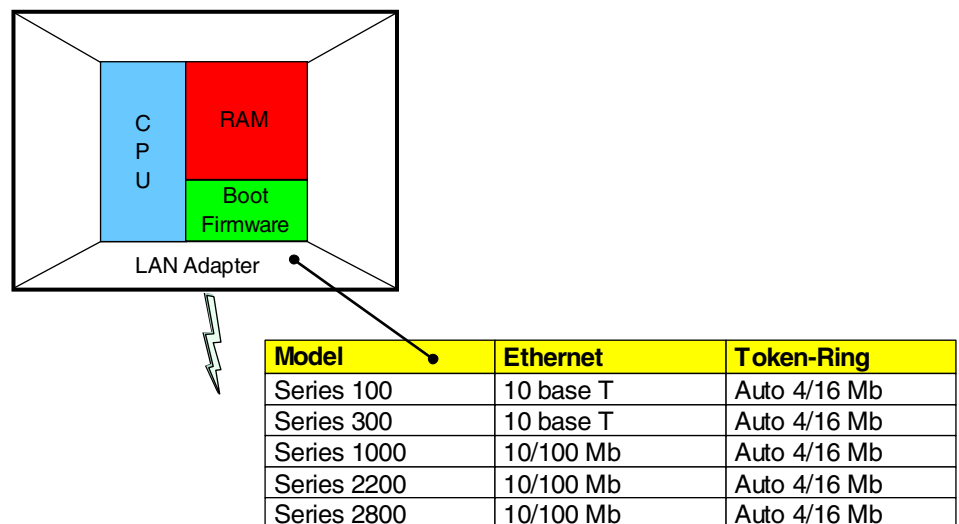 C
P
U
RAM
Boot
Firmware
LAN Adapter
Model Ethernet Token-Ring
Series 100 10 base T Auto 4/16 Mb
Series 300 10 base T Auto 4/16 Mb
Series 1000 10/100 Mb Auto 4/16 Mb
Series 2200 10/100 Mb Auto 4/16 Mb
Series 2800 10/100 Mb Auto 4/16 Mb